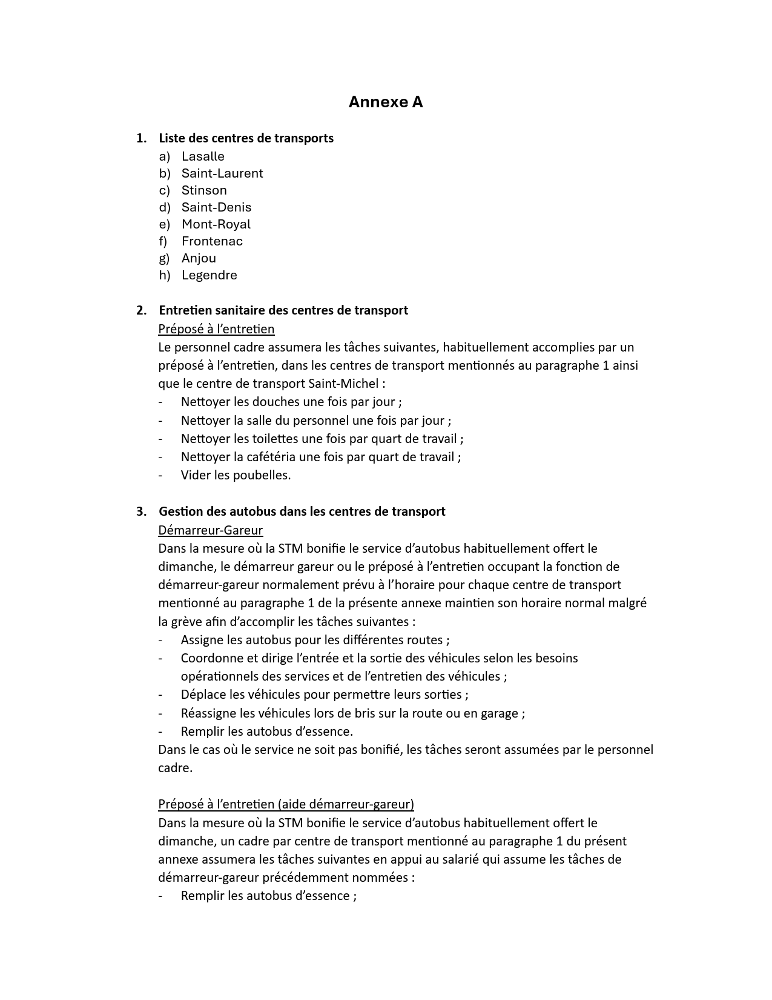 Annexe A
1. Liste des centres de transports
a) Lasalle
b) Saint-Laurent
c) Stinson
d) Saint-Denis
e) Mont-Royal
f) Frontenac
g) Anjou
h) Legendre
2. Entretien sanitaire des centres de transport
Préposé à l’entretien
Le personnel cadre assumera les tâches suivantes, habituellement accomplies par un
préposé à l’entretien, dans les centres de transport mentionnés au paragraphe 1 ainsi
que le centre de transport Saint-Michel :
- Nettoyer les douches une fois par jour ;
- Nettoyer la salle du personnel une fois par jour ;
- Nettoyer les toilettes une fois par quart de travail ;
- Nettoyer la cafétéria une fois par quart de travail ;
- Vider les poubelles.
3. Gestion des autobus dans les centres de transport
Démarreur-Gareur
Dans la mesure où la STM bonifie le service d’autobus habituellement offert le
dimanche, le démarreur gareur ou le préposé à l’entretien occupant la fonction de
démarreur-gareur normalement prévu à l’horaire pour chaque centre de transport
mentionné au paragraphe 1 de la présente annexe maintien son horaire normal malgré
la grève afin d’accomplir les tâches suivantes :
- Assigne les autobus pour les différentes routes ;
- Coordonne et dirige l’entrée et la sortie des véhicules selon les besoins
opérationnels des services et de l’entretien des véhicules ;
- Déplace les véhicules pour permettre leurs sorties ;
- Réassigne les véhicules lors de bris sur la route ou en garage ;
- Remplir les autobus d’essence.
Dans le cas où le service ne soit pas bonifié, les tâches seront assumées par le personnel
cadre.
Préposé à l’entretien (aide démarreur-gareur)
Dans la mesure où la STM bonifie le service d’autobus habituellement offert le
dimanche, un cadre par centre de transport mentionné au paragraphe 1 du présent
annexe assumera les tâches suivantes en appui au salarié qui assume les tâches de
démarreur-gareur précédemment nommées :
- Remplir les autobus d’essence ;